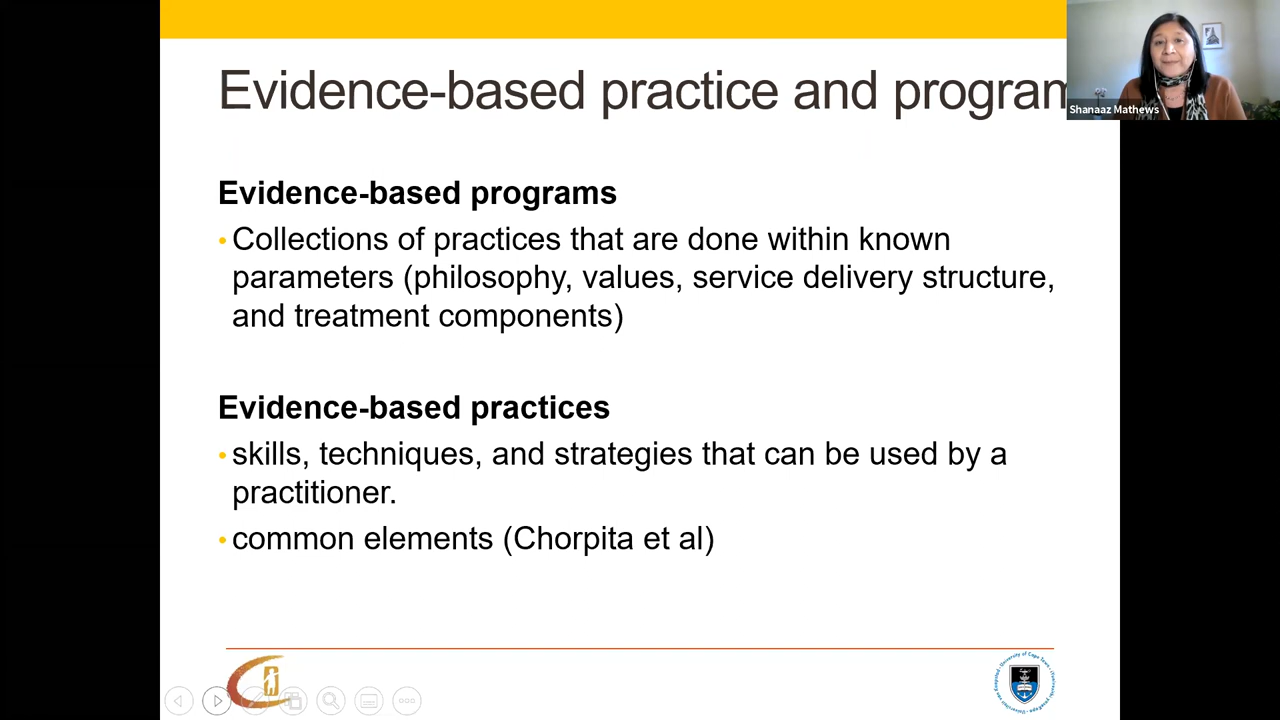 Evidence-based practice and program
Shanaaz Mathews
Evidence-based programs
• Collections of practices that are done within known
parameters (philosophy, values, service delivery structure,
and treatment components)
Evidence-based practices
• skills, techniques, and strategies that can be used by a
practitioner.
• common elements (Chorpita et al)